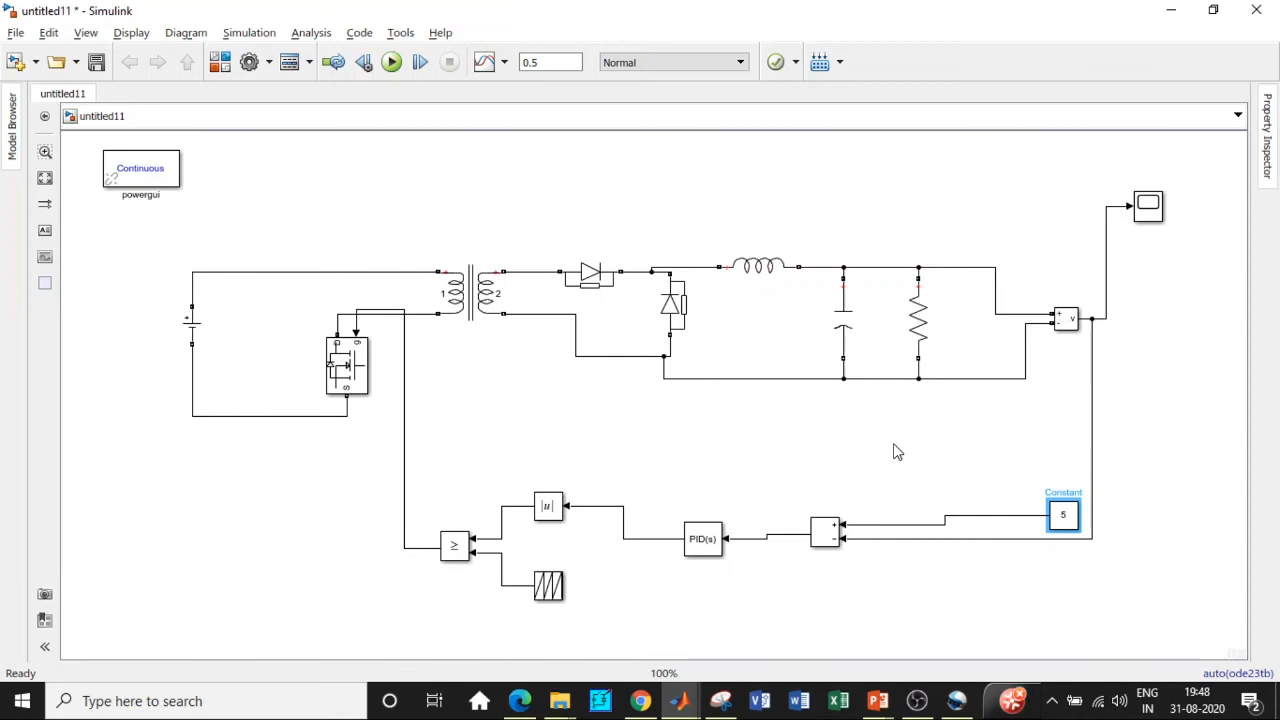 untitled11 * - Simulink
File Edit View Display Diagram Simulation Analysis Code Tools Help
0.5 Normal
untitled11
untitled11
Model Browser
Property Inspector
Continuous
powergui
1 2
+
g
D
S
+
- v
Constant
5
|u|
≥
PID(s)
+
-
Ready 100% auto(ode23tb)
Type here to search
ENG
IN
19:48
31-08-2020
2